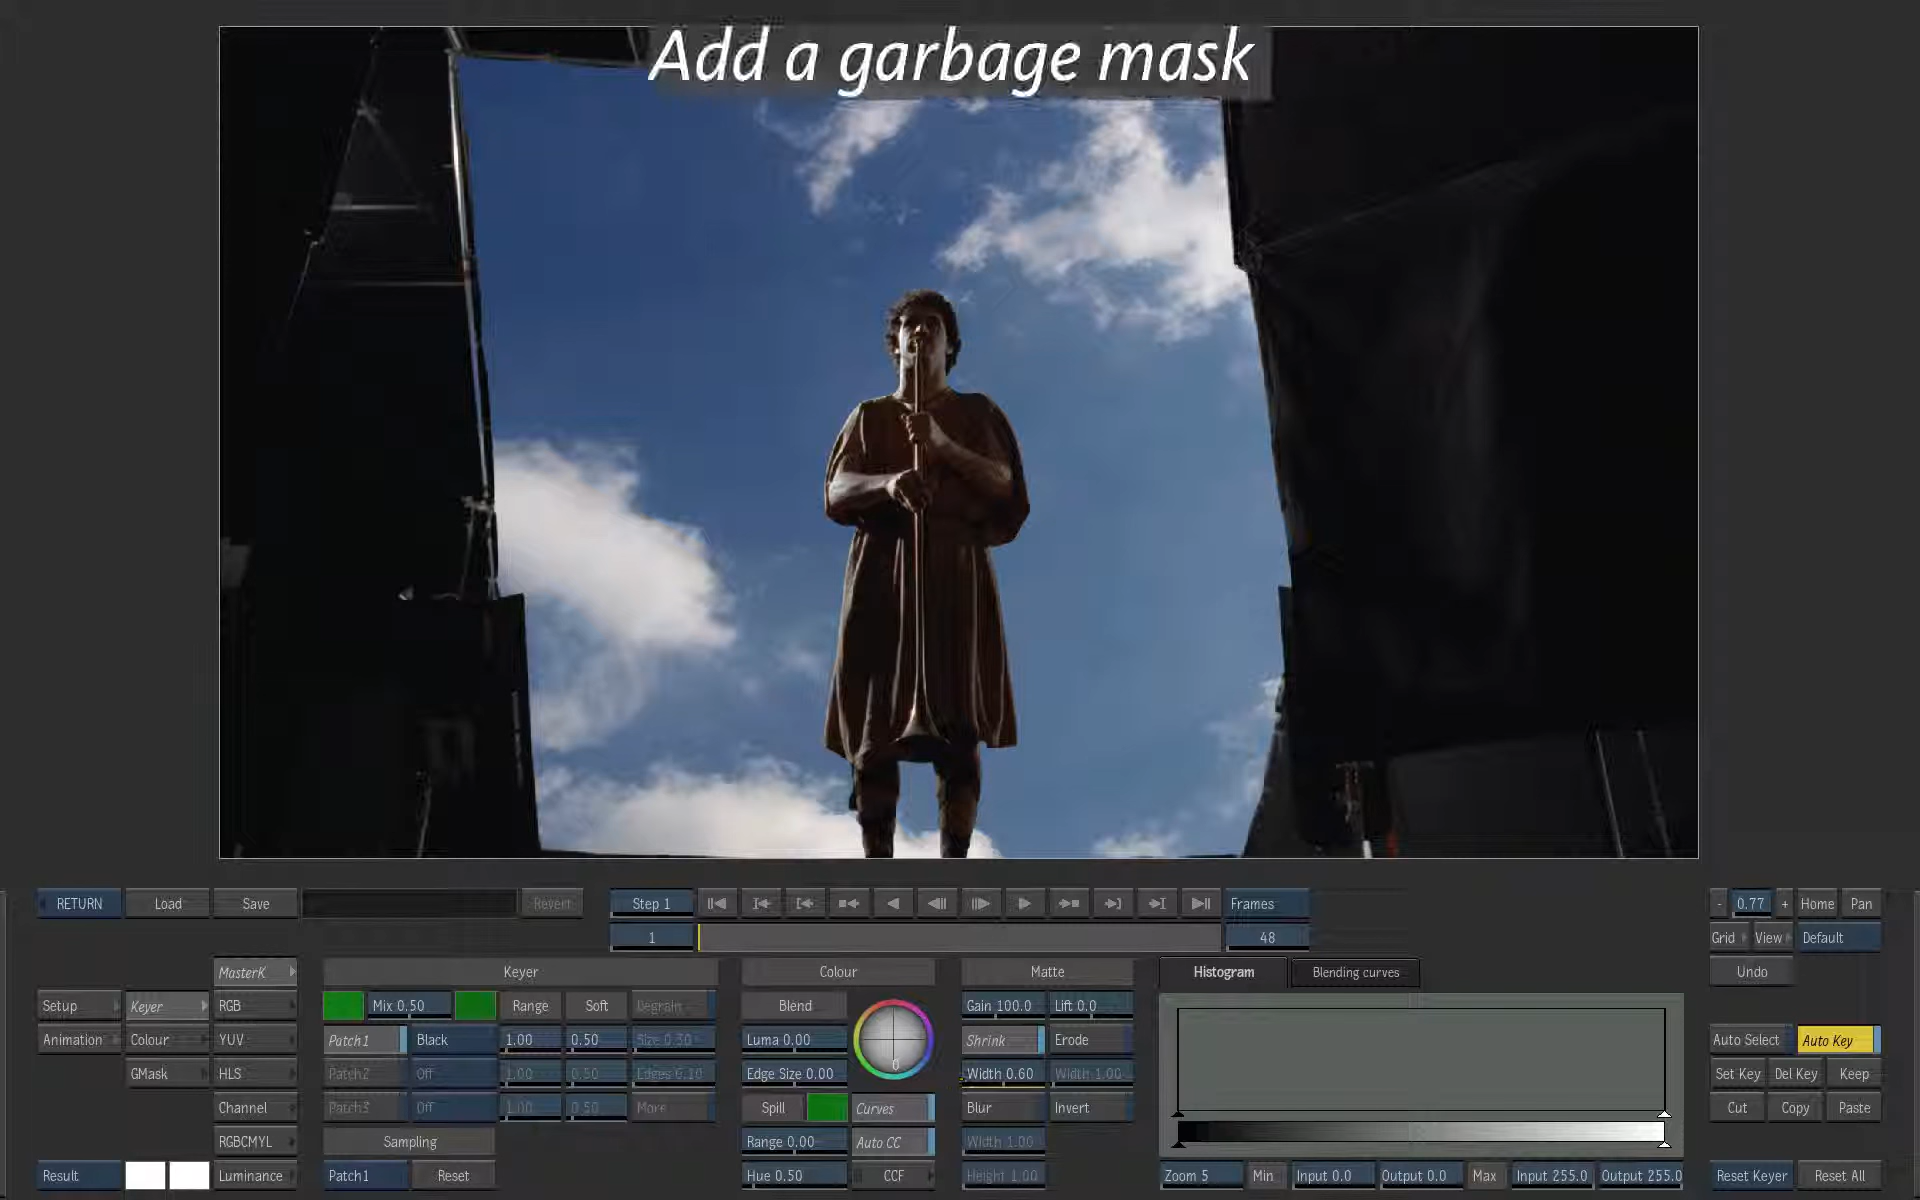 Add a garbage mask
RETURN Load Save Revert Step 1 Frames - 0.77 + Home Pan
1 48 Grid View Default
MasterK Keyer Colour Matte Histogram Blending curves Undo
Setup Keyer RGB Mix 0.50 Range Soft Degrain Blend Gain 100.0 Lift 0.0
Animation Colour YUV Patch1 Black 1.00 0.50 Size 0.30 Luma 0.00 Shrink Erode Auto Select Auto Key
GMask HLS Patch2 Off 1.00 0.50 Edges 0.10 Edge Size 0.00 Width 0.60 Width 1.00 Set Key Del Key Keep
Channel Patch3 Off 1.00 0.50 More Spill Curves Blur Invert Cut Copy Paste
RGBCMYL Sampling Range 0.00 Auto CC Width 1.00
Result Luminance Patch1 Reset Hue 0.50 CCF Height 1.00 Zoom 5 Min Input 0.0 Output 0.0 Max Input 255.0 Output 255.0 Reset Keyer Reset All